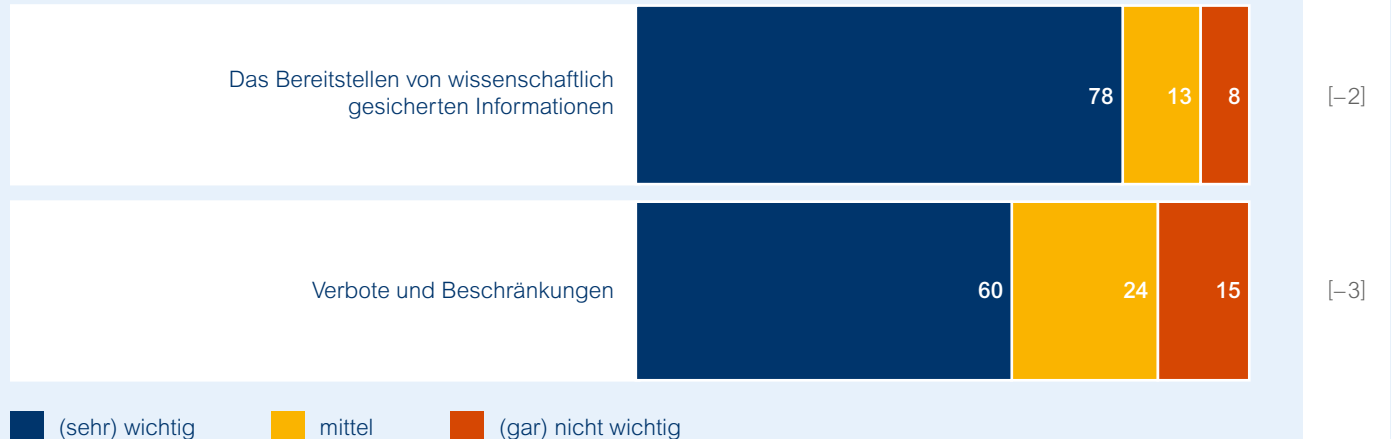 Das Bereitstellen von wissenschaftlich
gesicherten Informationen
78 13 8 [–2]
Verbote und Beschränkungen
60 24 15 [–3]
(sehr) wichtig mittel (gar) nicht wichtig